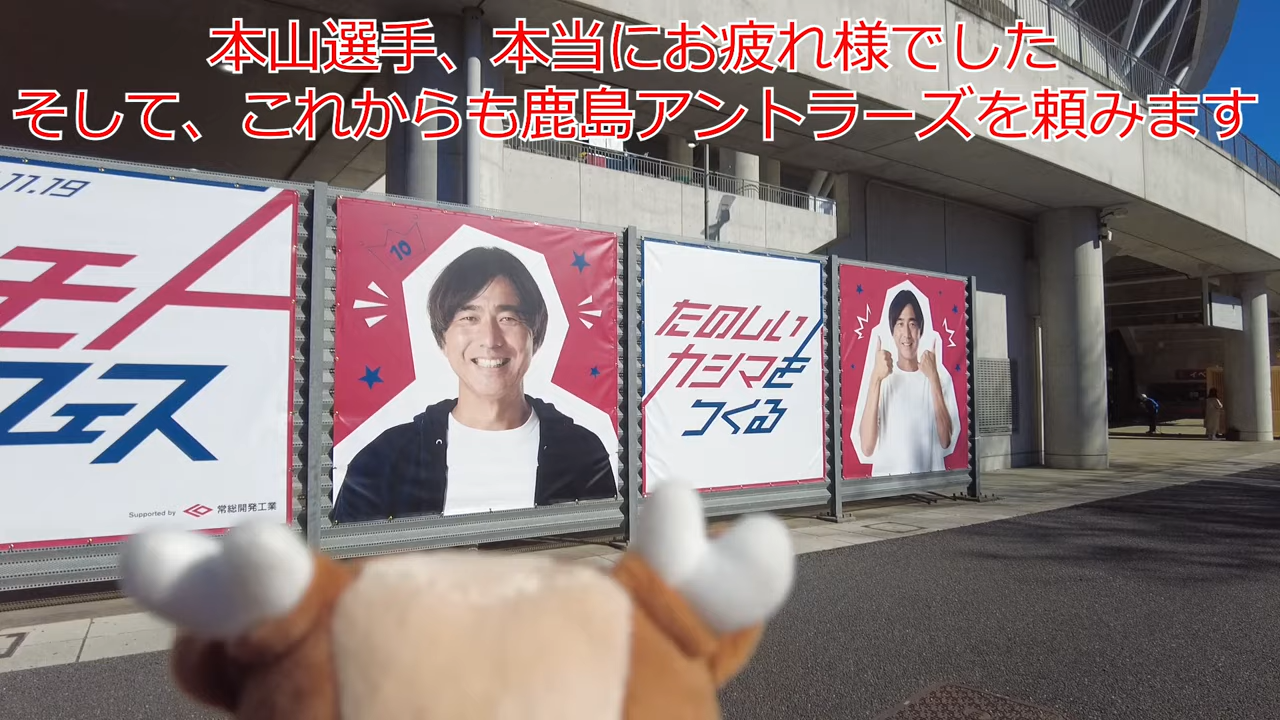 本山選手、本当にお疲れ様でした
そして、これからも鹿島アントラーズを頼みます
11.19
モト
フェス
Supported by 常総開発工業
10
たのしい
カシマを
つくる